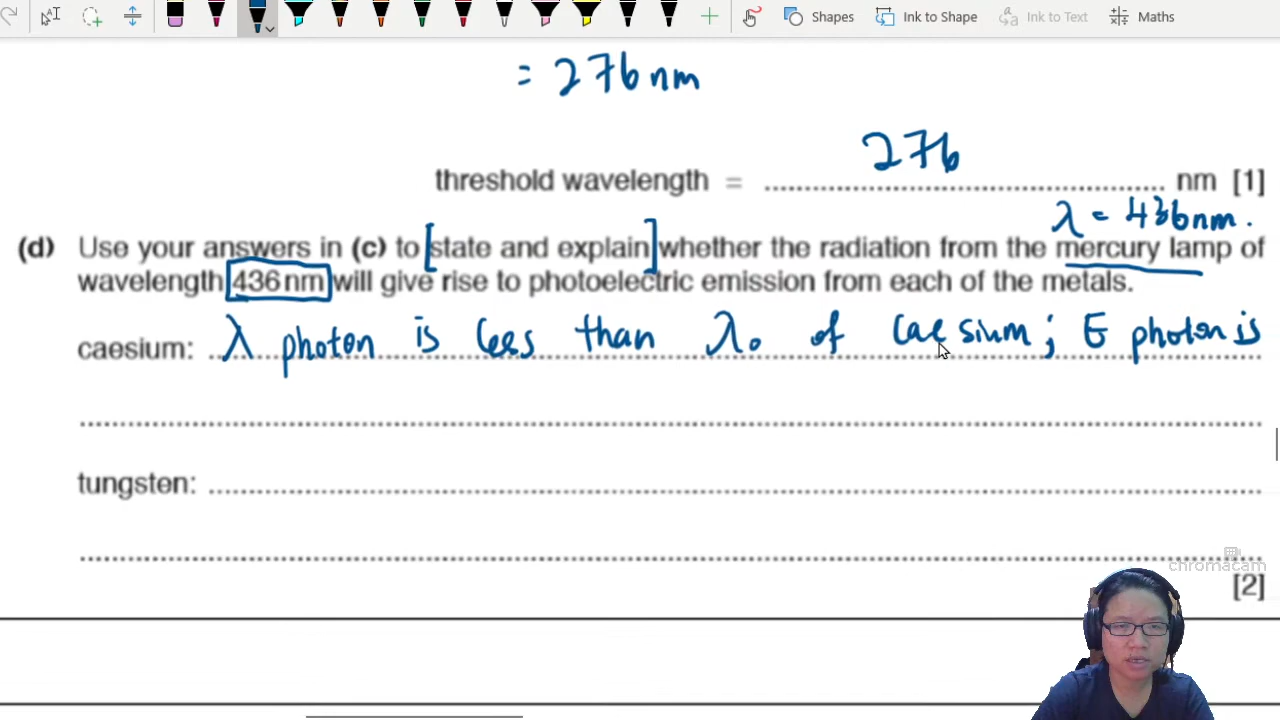 Shapes Ink to Shape Ink to Text Maths
= 276 nm
276
threshold wavelength = ........................................ nm [1]
λ = 436nm.
(d) Use your answers in (c) to [state and explain] whether the radiation from the mercury lamp of
wavelength 436 nm will give rise to photoelectric emission from each of the metals.
caesium: λ photon is less than λ₀ of caesium; E photon is
tungsten:
chromacam
[2]